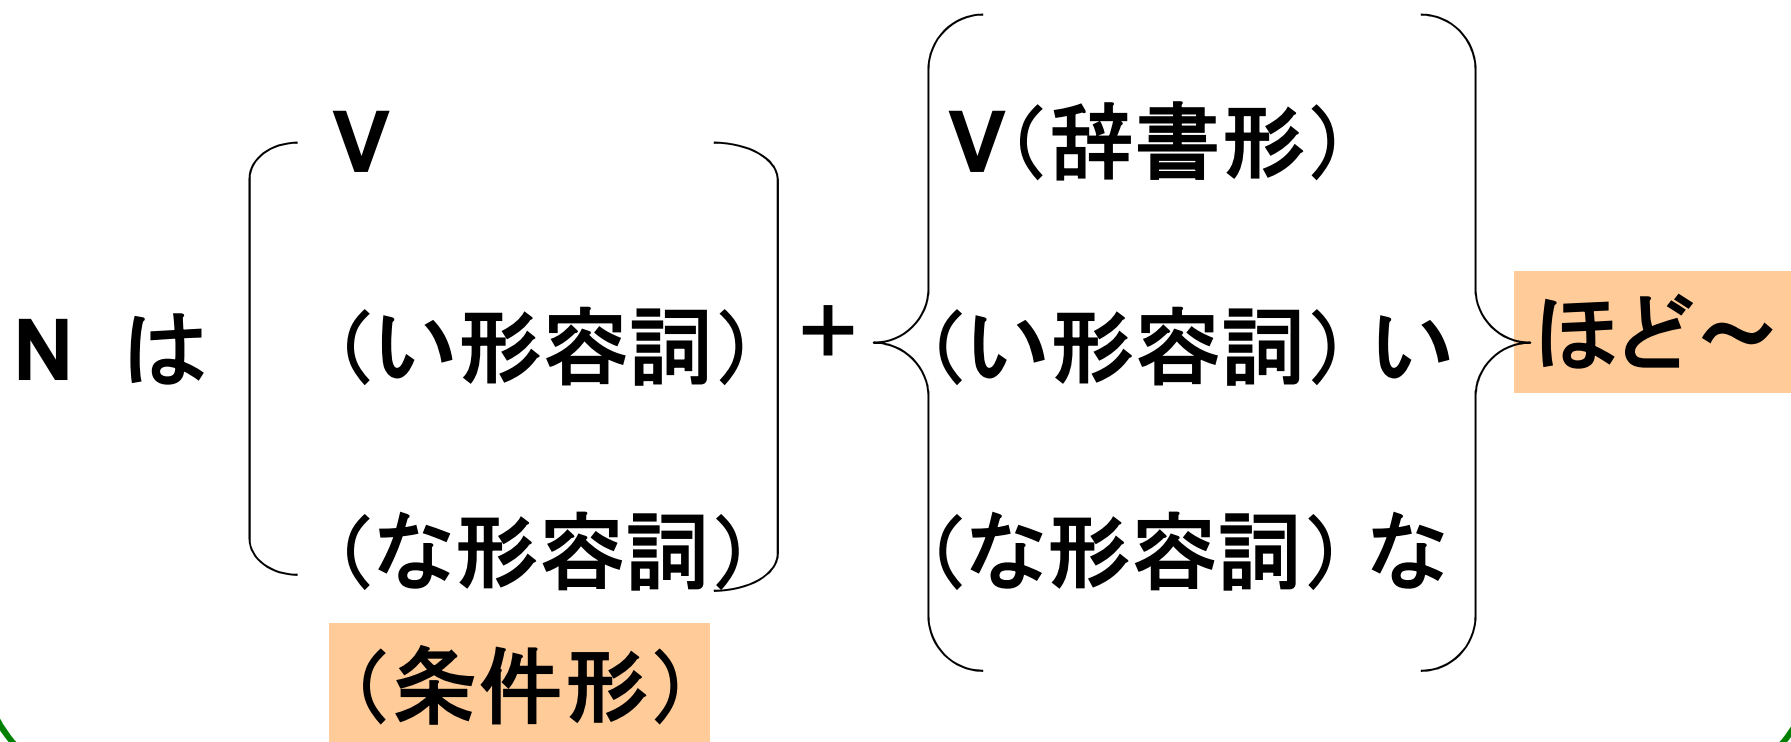 V V(辞書形)
N は (い形容詞) + (い形容詞) い ほど～
(な形容詞) (な形容詞) な
(条件形)